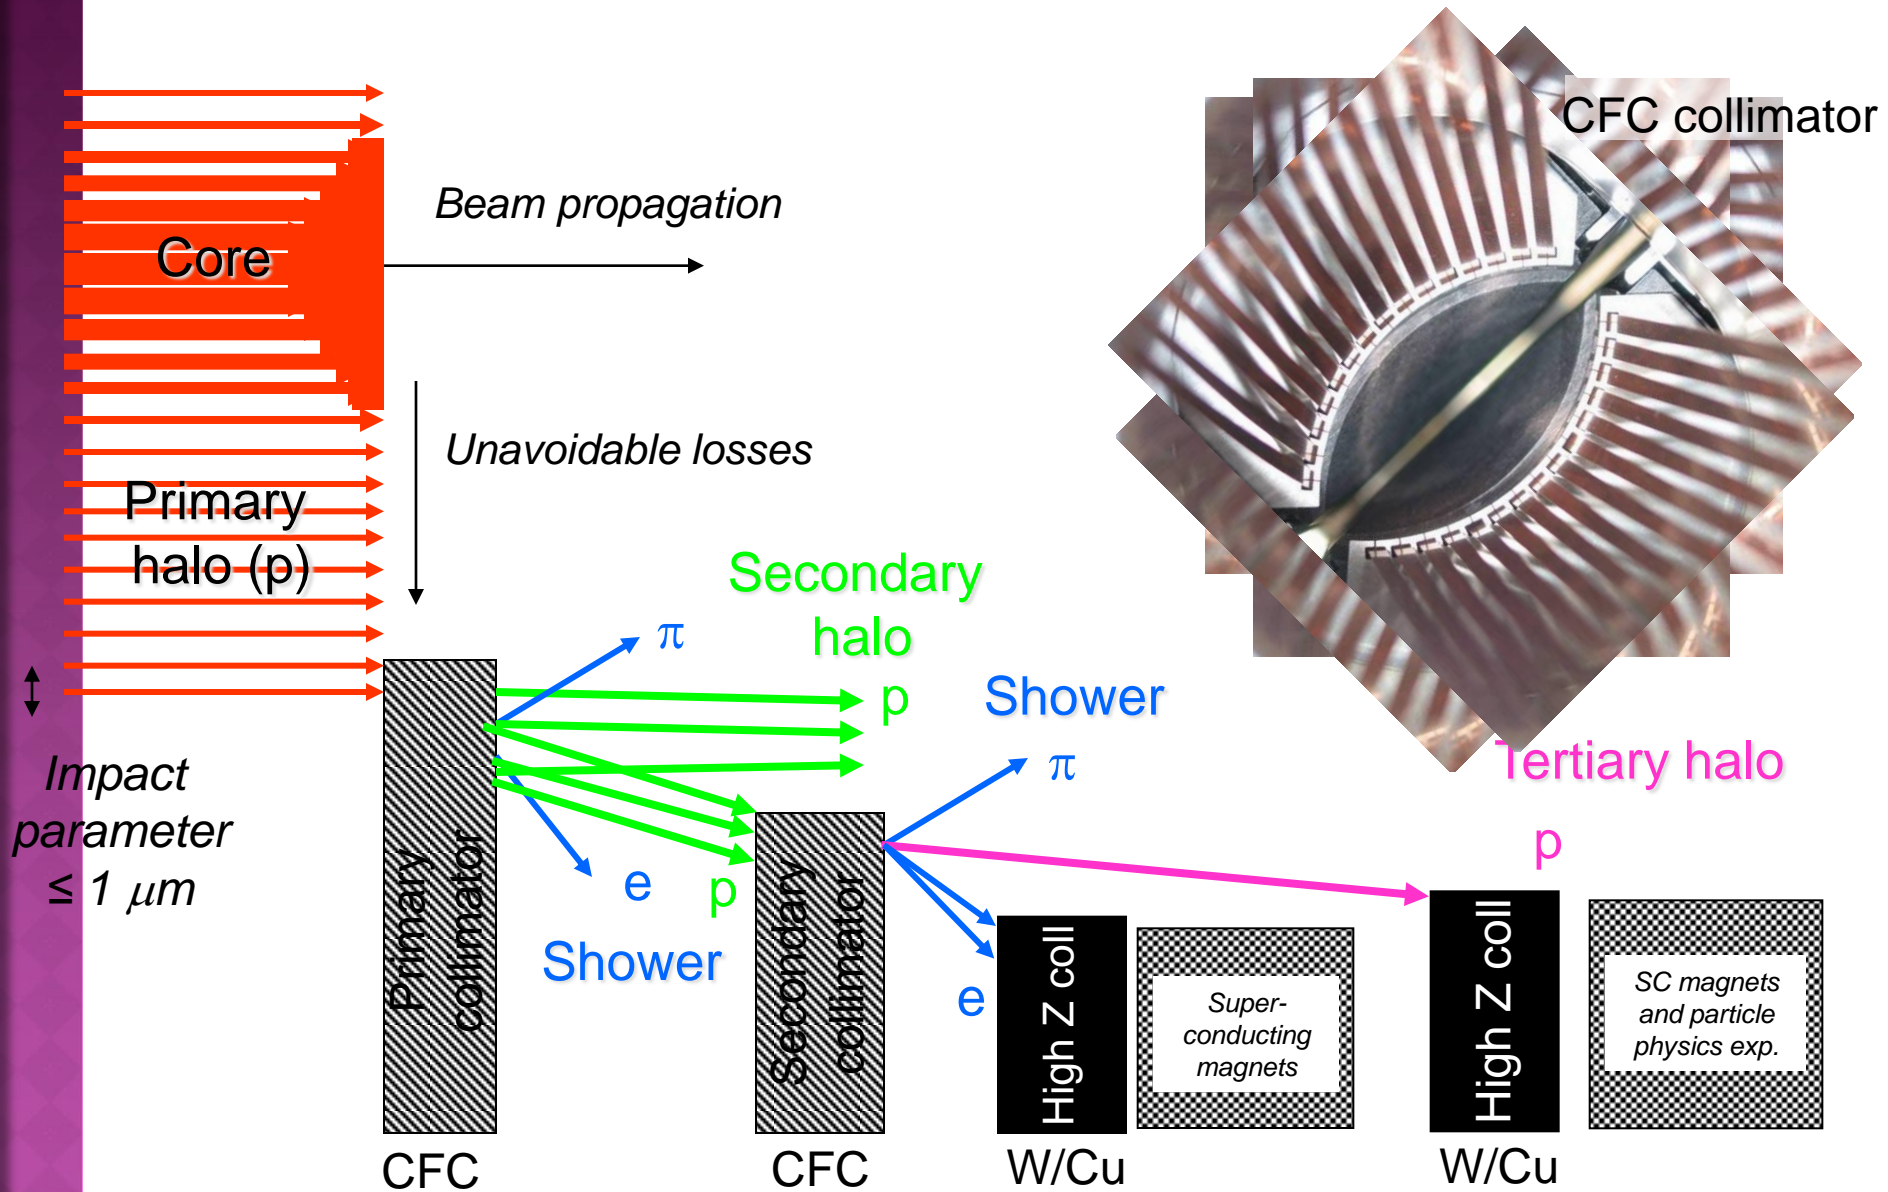 CFC collimator
Beam propagation
Core
Unavoidable losses
Primary
halo (p)
Secondary
halo
p
π
Shower
π
Tertiary halo
p
Impact
parameter
≤ 1 μm
e
p
Shower
e
Primary
collimator
Secondary
collimator
High Z coll
Super-
conducting
magnets
High Z coll
SC magnets
and particle
physics exp.
CFC
CFC
W/Cu
W/Cu